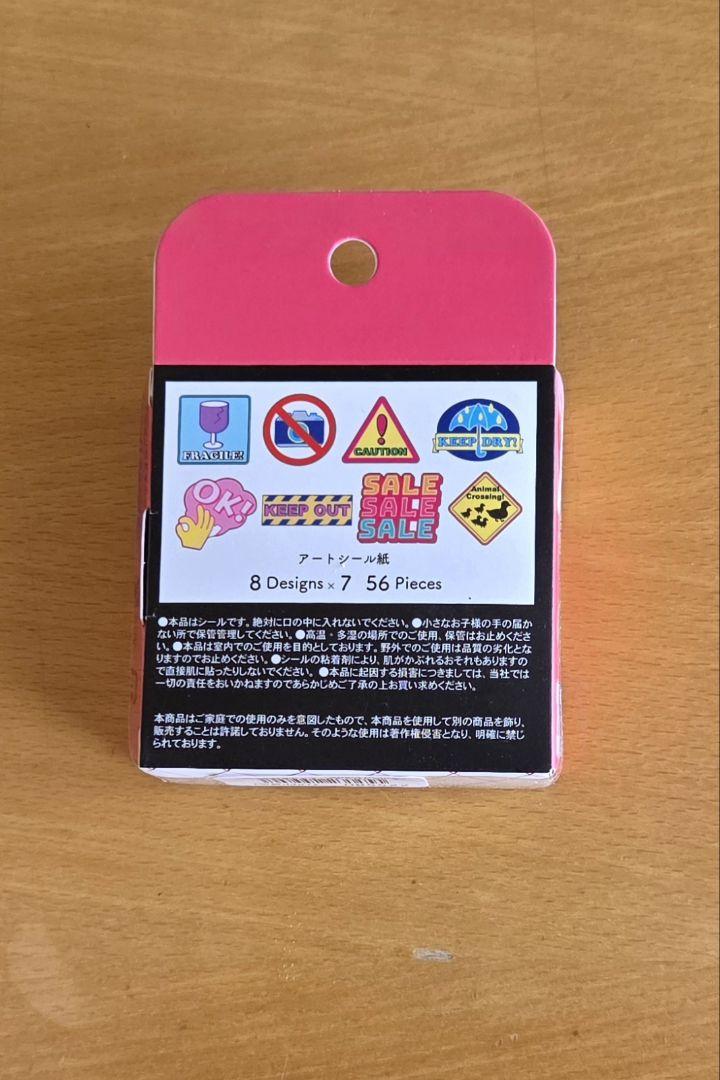 FRAGILE!
CAUTION
KEEP DRY!
OK!
KEEP OUT
SALE
SALE
SALE
Animal
Crossing!
アートシール紙
8 Designs × 7 56 Pieces
●本品はシールです。絶対に口の中に入れないでください。●小さなお子様の手の届か
ない所で保管管理してください。●高温・多湿の場所でのご使用、保管はお止めくださ
い。●本品は室内でのご使用を目的としております。野外でのご使用は品質の劣化とな
りますのでお止めください。●シールの粘着剤により、肌がかぶれるおそれもありますの
で直接肌に貼ったりしないでください。●本品に起因する損害につきましては、当社では
一切の責任をおいかねますのであらかじめご了承の上お買い求めください。
本商品はご家庭での使用のみを意図したもので、本商品を使用して別の商品を飾り、
販売することは許諾しておりません。そのような使用は著作権侵害となり、明確に禁じ
られております。